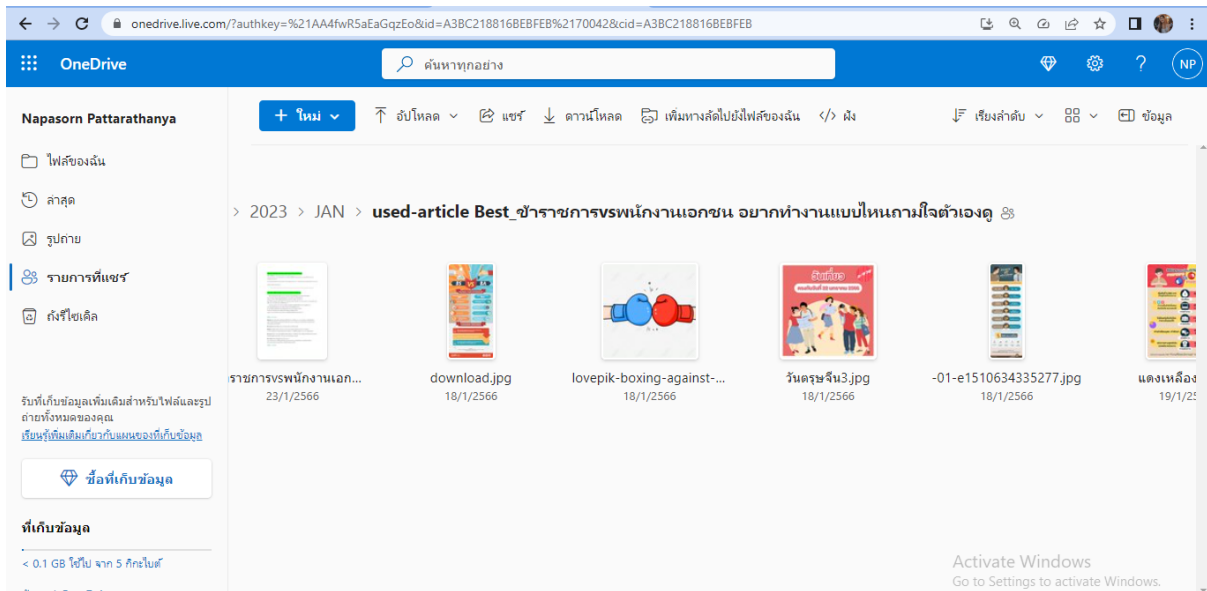 onedrive.live.com/?authkey=%21AA4fwR5aEaGqzEo&id=A3BC218816BEBFEB%2170042&cid=A3BC218816BEBFEB
OneDrive
ค้นหาทุกอย่าง
NP
Napasorn Pattarathanya
+ ใหม่
อัปโหลด
แชร์
ดาวน์โหลด
เพิ่มทางลัดไปยังไฟล์ของฉัน
</> ฝัง
เรียงลำดับ
ข้อมูล
ไฟล์ของฉัน
ล่าสุด
รูปถ่าย
รายการที่แชร์
ถังรีไซเคิล
> 2023 > JAN > used-article Best_ข้าราชการvsพนักงานเอกชน อยากทำงานแบบไหนถามใจตัวเองดู
ราชการvsพนักงานเอก...
23/1/2566
download.jpg
18/1/2566
lovepik-boxing-against-...
18/1/2566
วันตรุษจีน3.jpg
18/1/2566
-01-e1510634335277.jpg
18/1/2566
แดงเหลือง
19/1/25
รับที่เก็บข้อมูลเพิ่มเติมสำหรับไฟล์และรูป
ถ่ายทั้งหมดของคุณ
เรียนรู้เพิ่มเติมเกี่ยวกับแผนของที่เก็บข้อมูล
ซื้อที่เก็บข้อมูล
ที่เก็บข้อมูล
< 0.1 GB ใช้ไป จาก 5 กิกะไบต์
Activate Windows
Go to Settings to activate Windows.